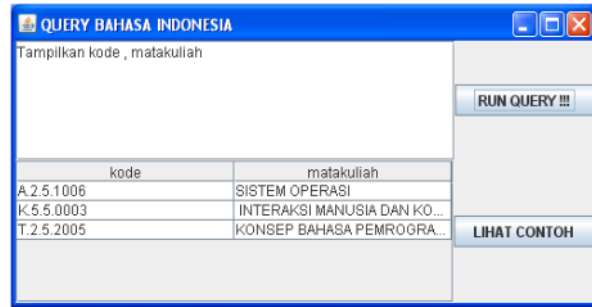 QUERY BAHASA INDONESIA
Tampilkan kode , matakuliah
RUN QUERY !!!
kode matakuliah
A.2.5.1006 SISTEM OPERASI
K.5.5.0003 INTERAKSI MANUSIA DAN KO...
T.2.5.2005 KONSEP BAHASA PEMROGRA...
LIHAT CONTOH